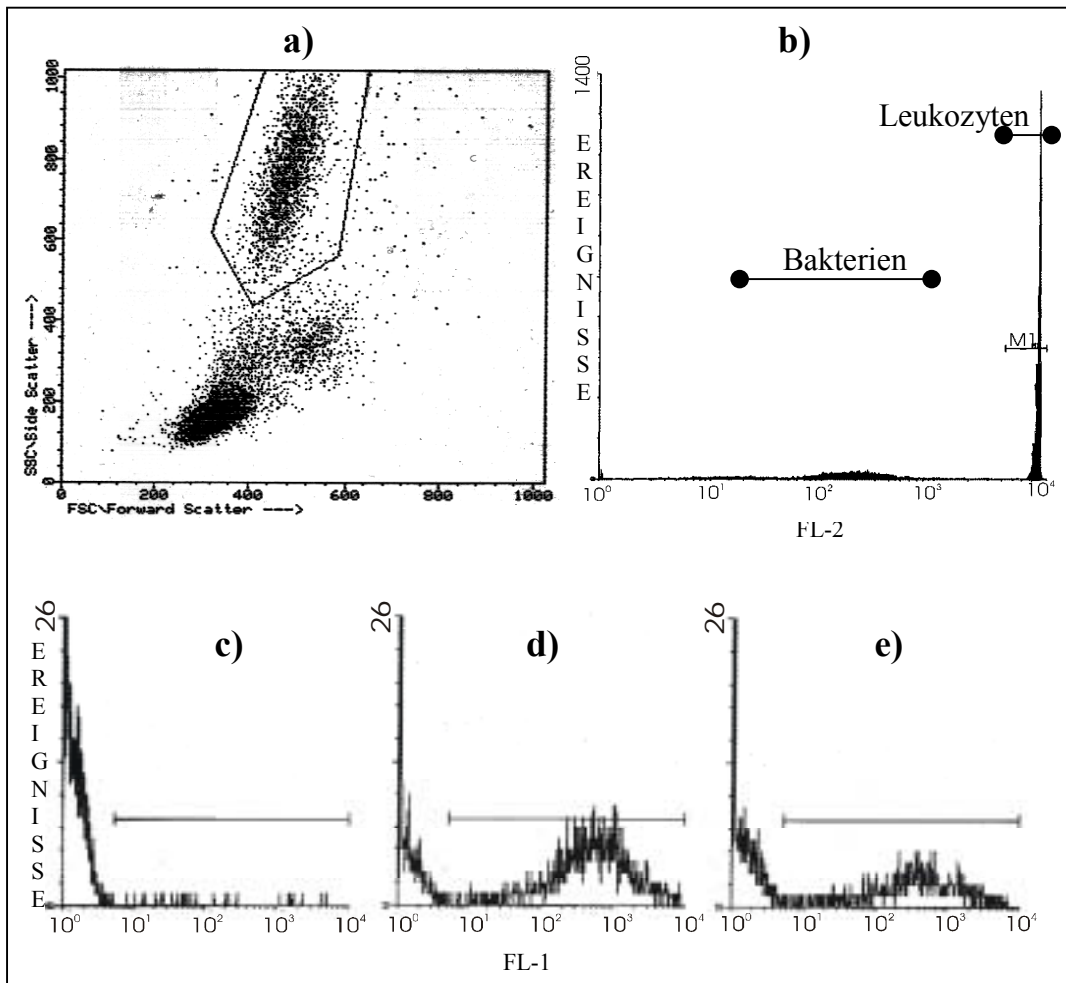 a)
1000
800
600
400
200
0
SSC\Side Scatter --->
0 200 400 600 800 1000
FSC\Forward Scatter --->
b)
1400
EREIGNISSE
Leukozyten
Bakterien
M1
10⁰ 10¹ 10² 10³ 10⁴
FL-2
c)
26
EREIGNISSE
10⁰ 10¹ 10² 10³ 10⁴
d)
26
10⁰ 10¹ 10² 10³ 10⁴
e)
26
10⁰ 10¹ 10² 10³ 10⁴
FL-1